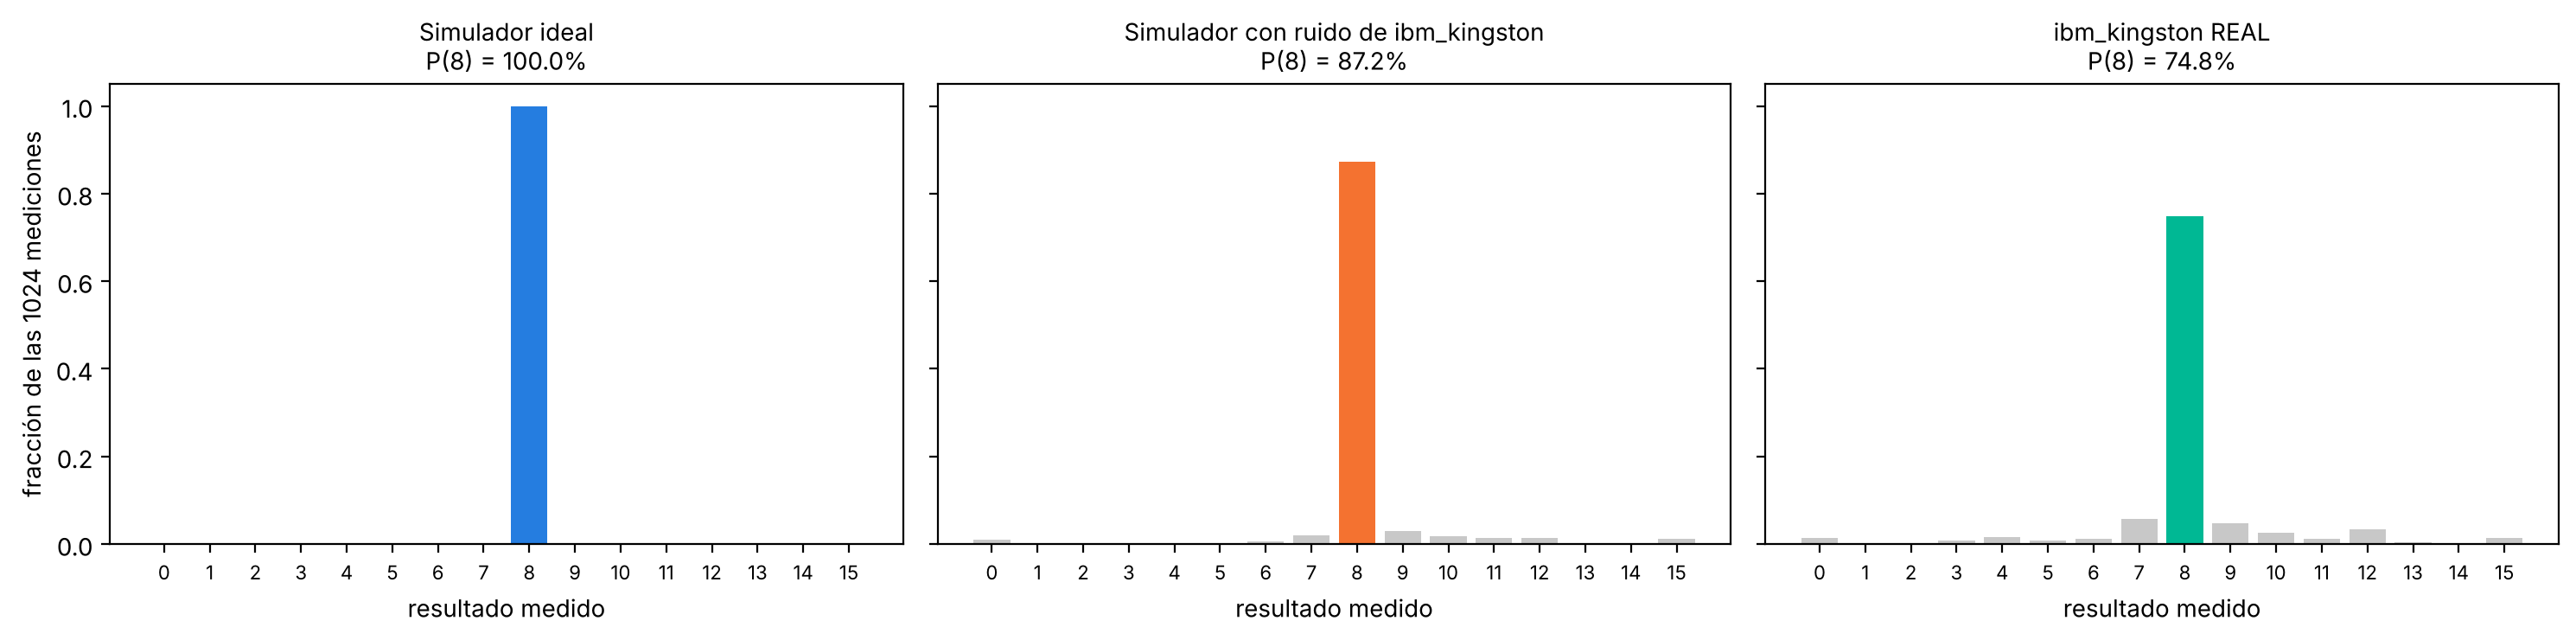 Simulador ideal
P(8) = 100.0%
Simulador con ruido de ibm_kingston
P(8) = 87.2%
ibm_kingston REAL
P(8) = 74.8%
fracción de las 1024 mediciones
1.0
0.8
0.6
0.4
0.2
0.0
0 1 2 3 4 5 6 7 8 9 10 11 12 13 14 15
resultado medido
0 1 2 3 4 5 6 7 8 9 10 11 12 13 14 15
resultado medido
0 1 2 3 4 5 6 7 8 9 10 11 12 13 14 15
resultado medido